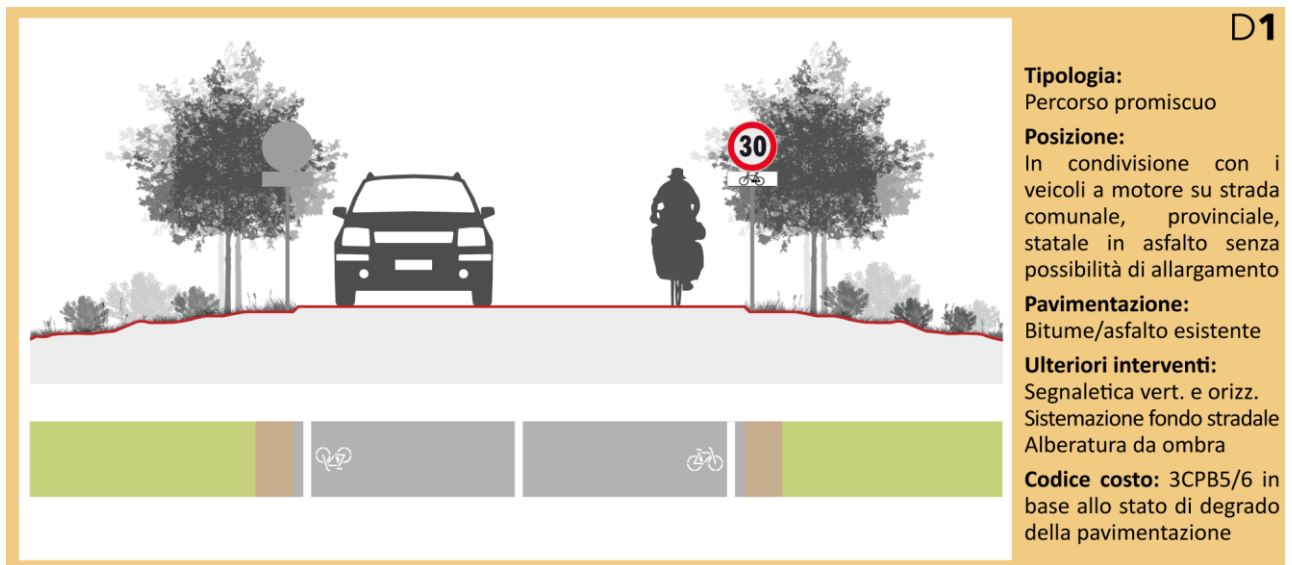 D1
Tipologia:
Percorso promiscuo
Posizione:
In condivisione con i
veicoli a motore su strada
comunale, provinciale,
statale in asfalto senza
possibilità di allargamento
Pavimentazione:
Bitume/asfalto esistente
Ulteriori interventi:
Segnaletica vert. e orizz.
Sistemazione fondo stradale
Alberatura da ombra
Codice costo: 3CPB5/6 in
base allo stato di degrado
della pavimentazione
30